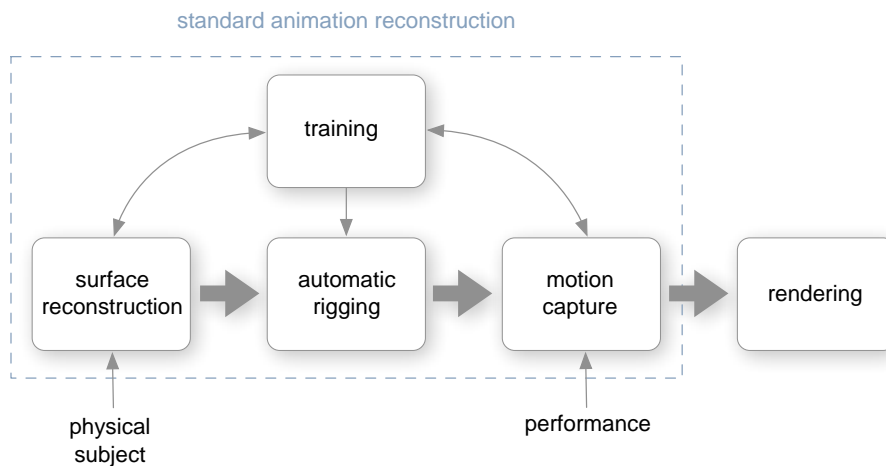 standard animation reconstruction
training
surface
reconstruction
automatic
rigging
motion
capture
rendering
physical
subject
performance